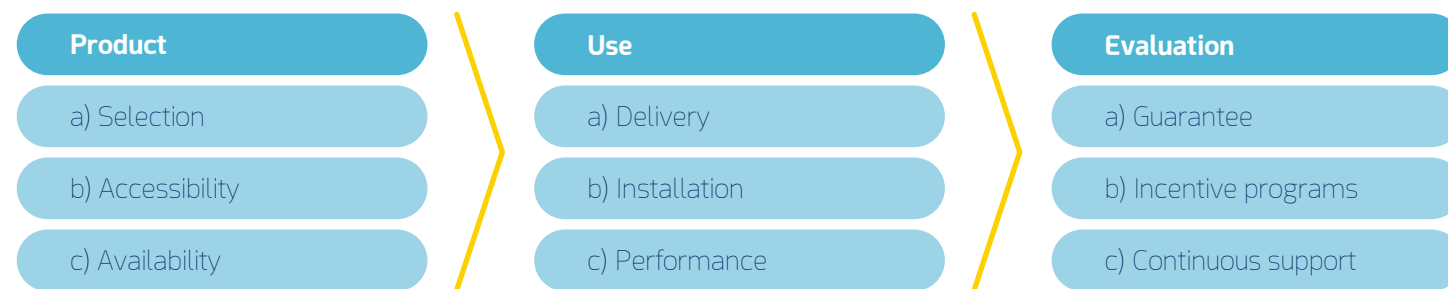 Product
a) Selection
b) Accessibility
c) Availability
Use
a) Delivery
b) Installation
c) Performance
Evaluation
a) Guarantee
b) Incentive programs
c) Continuous support